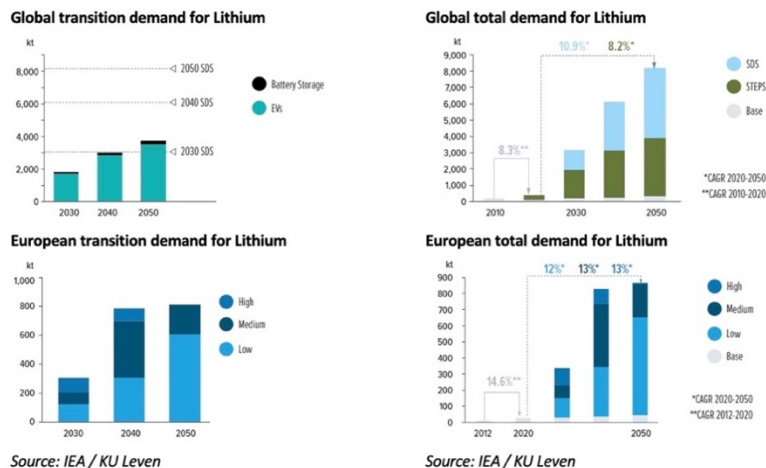 Global transition demand for Lithium
kt
8,000
6,000
4,000
2,000
0
2030
2040
2050
2050 SDS
2040 SDS
2030 SDS
Battery Storage
EVs
Global total demand for Lithium
kt
10.9%*
8.2%*
9,000
8,000
7,000
6,000
5,000
4,000
3,000
2,000
1,000
0
8.3%**
2010
2030
2050
SDS
STEPS
Base
*CAGR 2020-2050
**CAGR 2010-2020
European transition demand for Lithium
kt
1,000
800
600
400
200
0
2030
2040
2050
High
Medium
Low
Source: IEA / KU Leven
European total demand for Lithium
kt
12%*
13%*
13%*
900
800
700
600
500
400
300
200
100
0
14.6%**
2012
2020
2050
High
Medium
Low
Base
*CAGR 2020-2050
**CAGR 2012-2020
Source: IEA / KU Leven